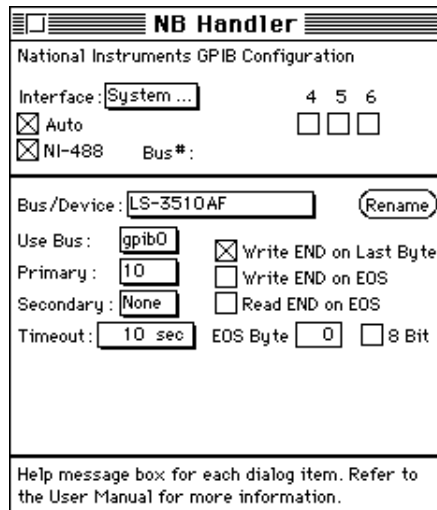 NB Handler
National Instruments GPIB Configuration
Interface: System ... 4 5 6
Auto
NI-488 Bus#:
Bus/Device: LS-3510AF Rename
Use Bus: gpib0 Write END on Last Byte
Primary: 10 Write END on EOS
Secondary: None Read END on EOS
Timeout: 10 sec EOS Byte 0 8 Bit
Help message box for each dialog item. Refer to
the User Manual for more information.